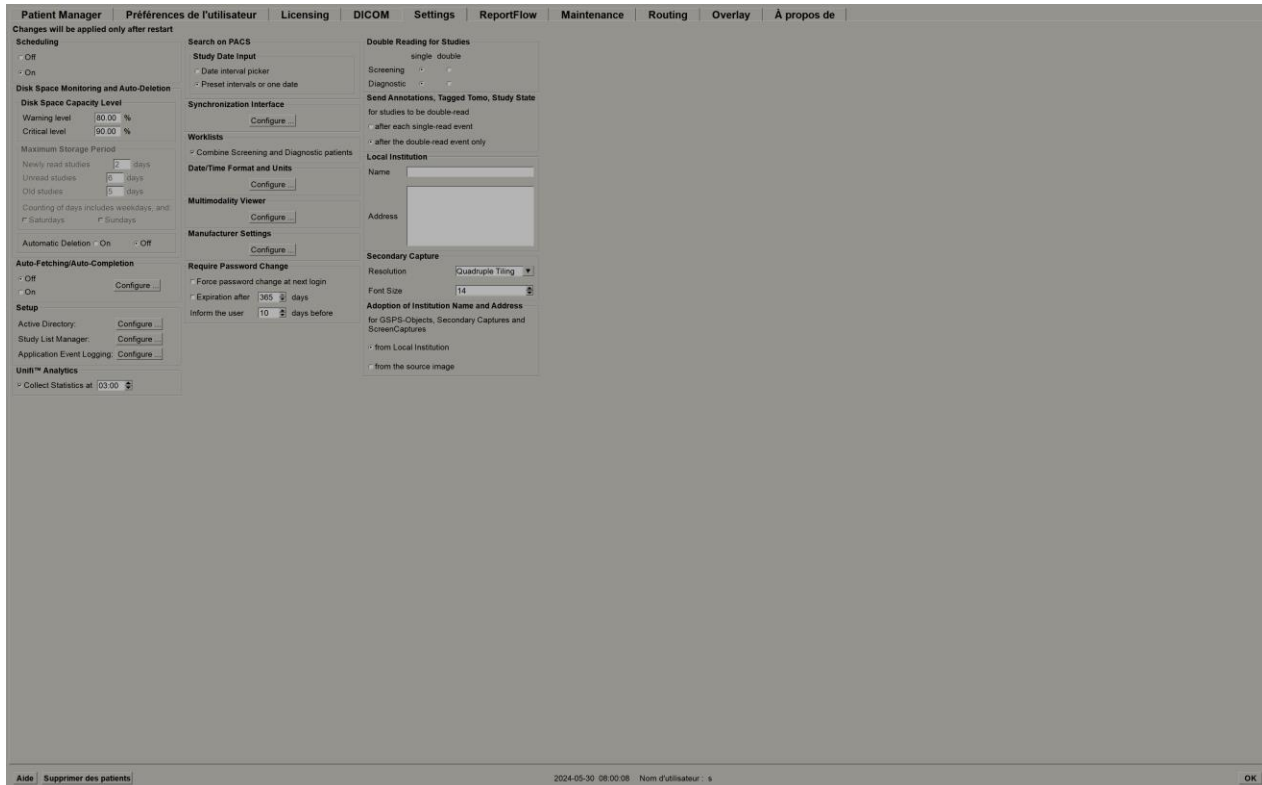 Patient Manager Préférences de l'utilisateur Licensing DICOM Settings ReportFlow Maintenance Routing Overlay À propos de
Changes will be applied only after restart
Scheduling
Off
On
Disk Space Monitoring and Auto-Deletion
Disk Space Capacity Level
Warning level 80.00 %
Critical level 90.00 %
Maximum Storage Period
Newly read studies 2 days
Unread studies 6 days
Old studies 5 days
Counting of days includes weekdays, and:
Saturdays Sundays
Automatic Deletion On Off
Auto-Fetching/Auto-Completion
Off
On
Configure ...
Setup
Active Directory: Configure ...
Study List Manager: Configure ...
Application Event Logging: Configure ...
Unifi™ Analytics
Collect Statistics at 03:00
Search on PACS
Study Date Input
Date interval picker
Preset intervals or one date
Synchronization Interface
Configure ...
Worklists
Combine Screening and Diagnostic patients
Date/Time Format and Units
Configure ...
Multimodality Viewer
Configure ...
Manufacturer Settings
Configure ...
Require Password Change
Force password change at next login
Expiration after 365 days
Inform the user 10 days before
Double Reading for Studies
single double
Screening
Diagnostic
Send Annotations, Tagged Tomo, Study State
for studies to be double-read
after each single-read event
after the double-read event only
Local Institution
Name
Address
Secondary Capture
Resolution Quadruple Tiling
Font Size 14
Adoption of Institution Name and Address
for GSPS-Objects, Secondary Captures and
ScreenCaptures
from Local Institution
from the source image
Aide Supprimer des patients 2024-05-30 08:00:08 Nom d'utilisateur : s OK